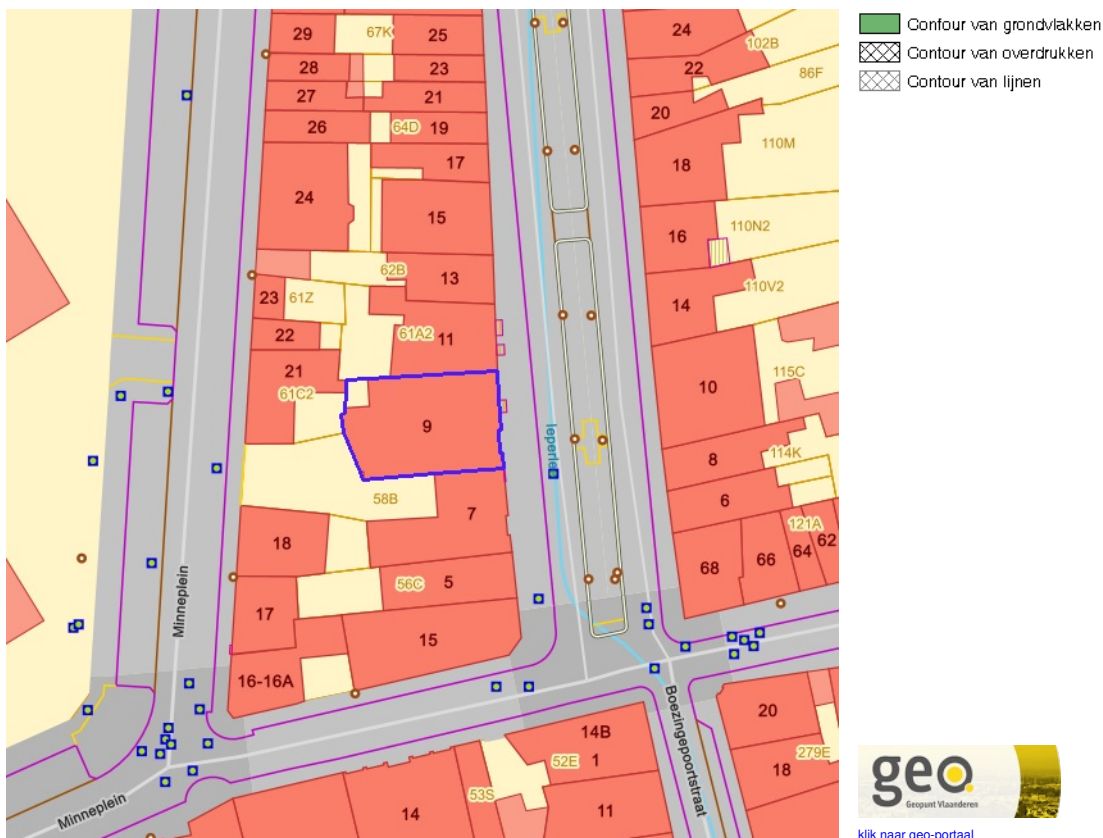 Contour van grondvlakken
Contour van overdrukken
Contour van lijnen
29
67K
25
24
102B
28
23
22
86F
27
21
20
26
64D
19
17
18
110M
24
15
16
110N2
62B
13
23
61Z
14
110V2
22
61A2
11
21
61C2
10
115C
9
Ieperlee
8
114K
58B
7
6
121A
18
68
66
64
62
56C
5
Minneplein
17
15
16-16A
Boezingepoortstraat
14B
20
52E
1
279E
53S
18
14
11
Minneplein
geo
Geopunt Vlaanderen
klik naar geo-portaal